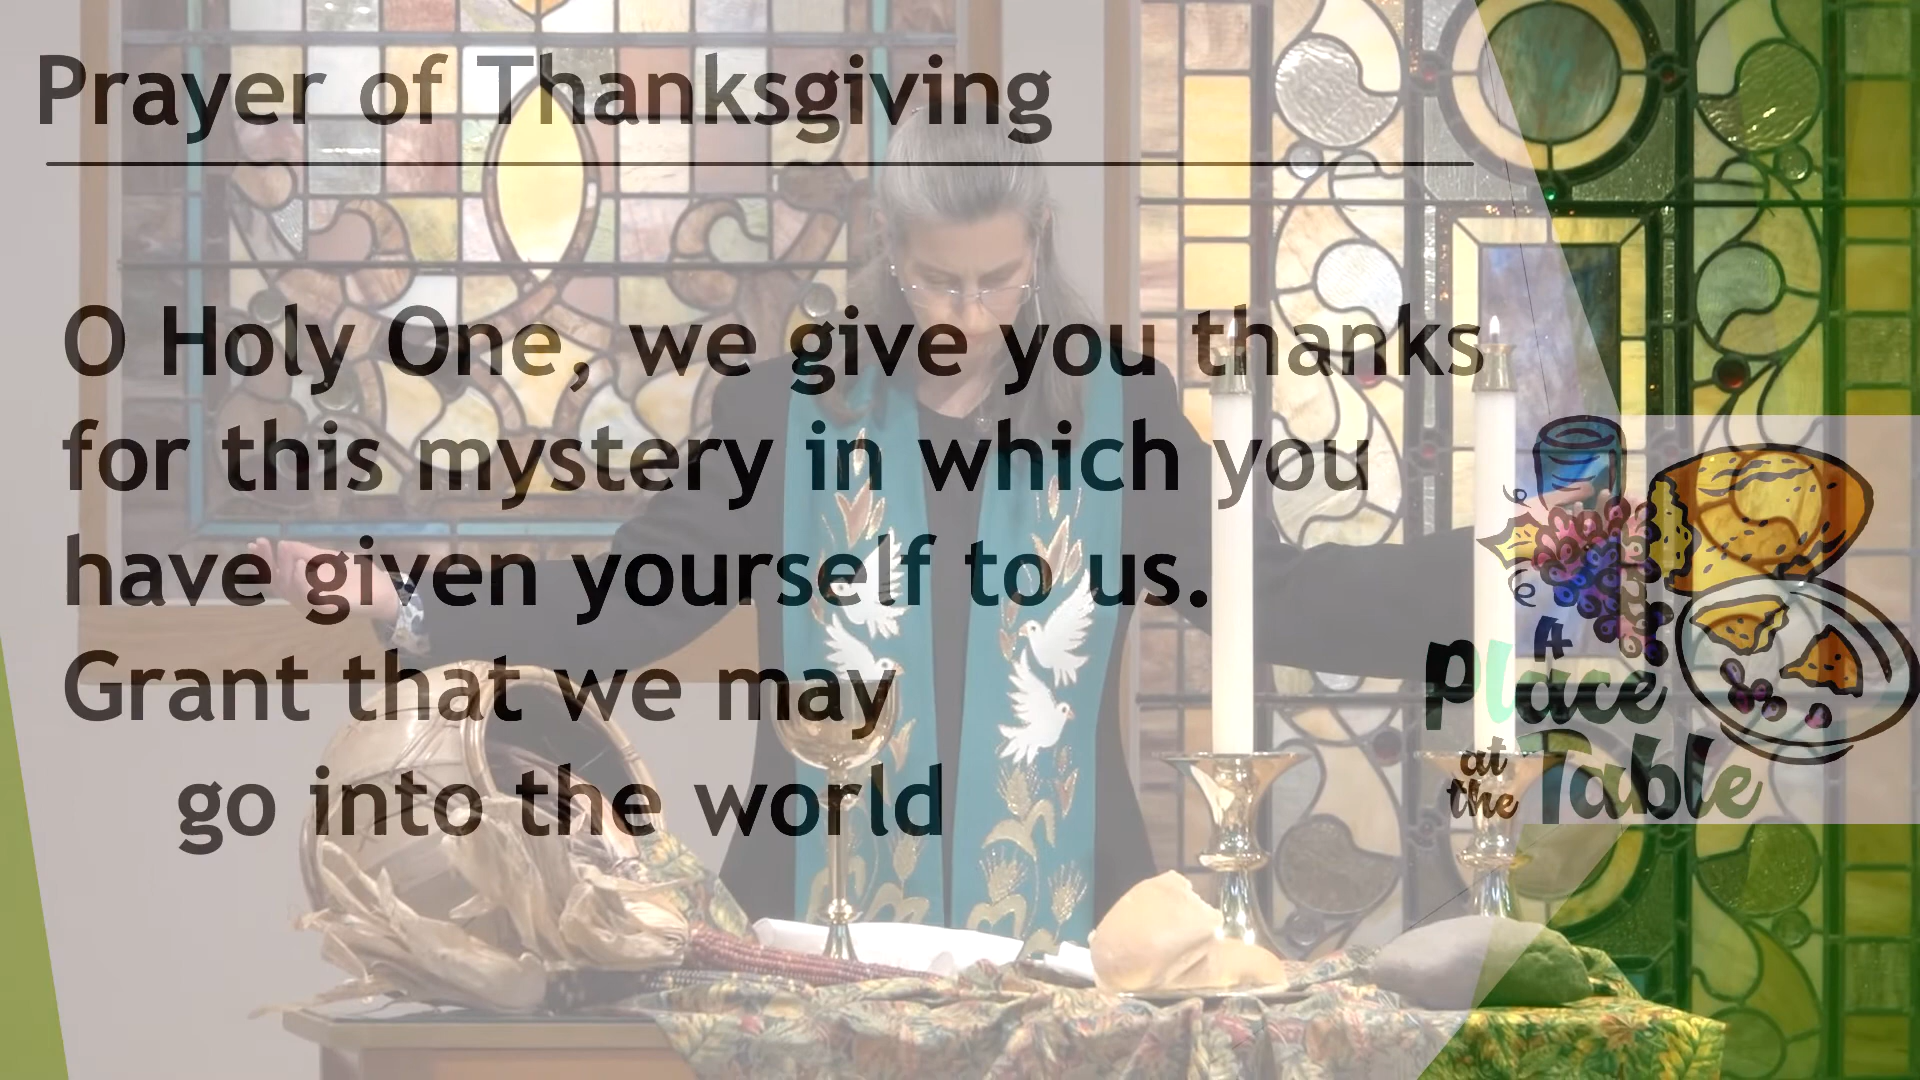 Prayer of Thanksgiving
O Holy One, we give you thanks
for this mystery in which you
have given yourself to us.
Grant that we may
go into the world
A
Place
at
the Table